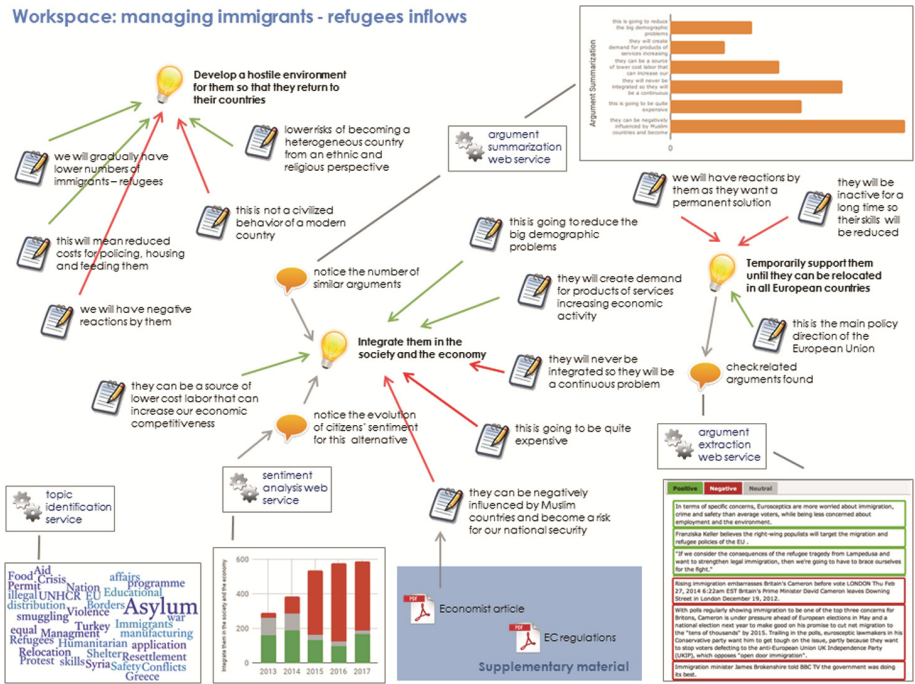 Workspace: managing immigrants - refugees inflows
Develop a hostile environment
for them so that they return to
their countries
we will gradually have
lower numbers of
immigrants – refugees
lower risks of becoming a
heterogeneous country
from an ethnic and
religious perspective
this will mean reduced
costs for policing, housing
and feeding them
this is not a civilized
behavior of a modern
country
we will have negative
reactions by them
argument
summarization
web service
Argument Summarization
this is going to reduce
the big demographic
problems
they will create
demand for products of
services increasing
they can be a source
of lower cost labor that
can increase our
they will never be
integrated so they will be
a continuous
this is going to be quite
expensive
they can be negatively
influenced by Muslim
countries and become
0
notice the number of
similar arguments
this is going to reduce the
big demographic
problems
they will create demand
for products of services
increasing economic
activity
Integrate them in the
society and the economy
they will never be
integrated so they will be
a continuous problem
they can be a source of
lower cost labor that can
increase our economic
competitiveness
notice the evolution
of citizens' sentiment
for this alternative
this is going to be quite
expensive
they can be negatively
influenced by Muslim
countries and become a risk
for our national security
we will have reactions by
them as they want a
permanent solution
they will be
inactive for a
long time so
their skills will
be reduced
Temporarily support them
until they can be relocated
in all European countries
this is the main policy
direction of the
European Union
check related
arguments found
argument
extraction
web service
topic
identification
service
sentiment
analysis web
service
Aid
Food Crisis
Permit
Nation
affairs
programme
illegal UNHCR EU Educational
distribution
Borders
Asylum
smuggling
Violence
war
equal
Turkey
Immigrants
Managment
manufacturing
Refugees
Humanitarian
application
Relocation
Shelter
Resettlement
Protest
skills
Syria
Safety
Conflicts
Greece
Integrate them in the society and the economy
600
400
200
0
2013 2014 2015 2016 2017
PDF
Economist article
PDF
EC regulations
Supplementary material
Positive Negative Neutral
In terms of specific concerns, Eurosceptics are more worried about immigration,
crime and safety than average voters, while being less concerned about
employment and the environment.
Franziska Keller believes the right-wing populists will target the migration and
refugee policies of the EU .
"If we consider the consequences of the refugee tragedy from Lampedusa and
want to strengthen legal immigration, then we're going to have to brace ourselves
for the fight."
Rising immigration embarrasses Britain's Cameron before vote LONDON Thu Feb
27, 2014 6:22am EST Britain's Prime Minister David Cameron leaves Downing
Street in London December 19, 2012.
With polls regularly showing immigration to be one of the top three concerns for
Britons, Cameron is under pressure ahead of European elections in May and a
national election next year to make good on his promise to cut net migration to
the "tens of thousands" by 2015. Trailing in the polls, eurosceptic lawmakers in his
Conservative party want him to get tough on the issue, partly because they want
to stop voters defecting to the anti-European Union UK Independence Party
(UKIP), which opposes "open door immigration".
Immigration minister James Brokenshire told BBC TV the government was doing
its best.